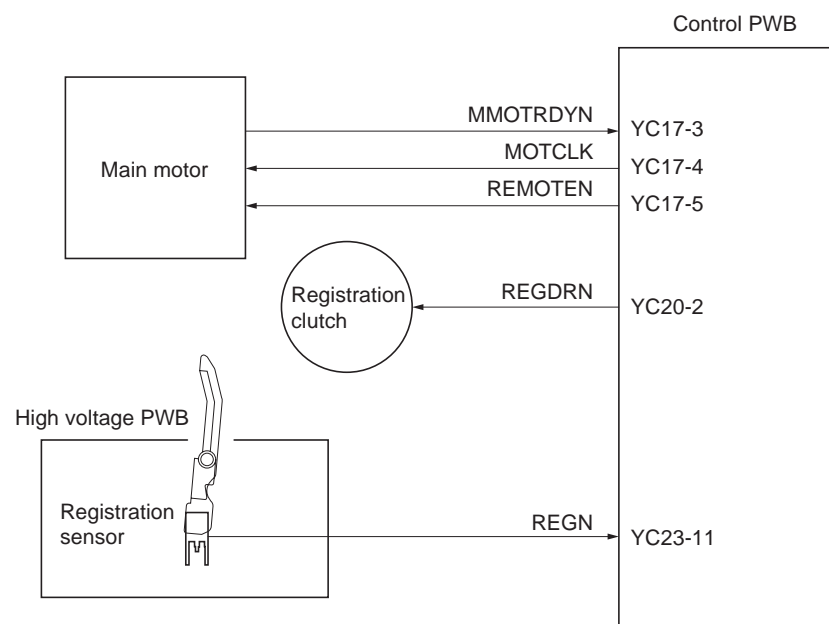 Control PWB
MMOTRDYN
YC17-3
Main motor
MOTCLK
YC17-4
REMOTEN
YC17-5
Registration
clutch
REGDRN
YC20-2
High voltage PWB
Registration
sensor
REGN
YC23-11